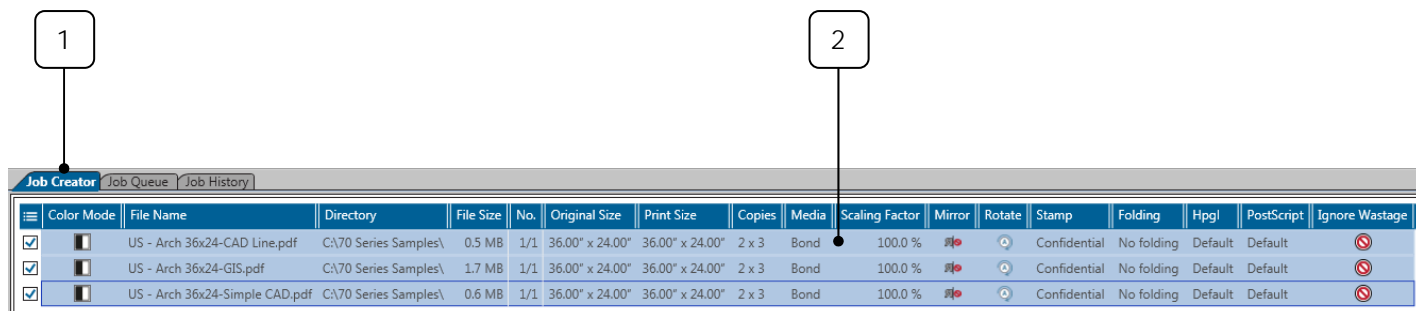 1
2
Job Creator Job Queue Job History
Color Mode File Name Directory File Size No. Original Size Print Size Copies Media Scaling Factor Mirror Rotate Stamp Folding Hpgl PostScript Ignore Wastage
US - Arch 36x24-CAD Line.pdf C:\70 Series Samples\ 0.5 MB 1/1 36.00" x 24.00" 36.00" x 24.00" 2 x 3 Bond 100.0 % Confidential No folding Default Default
US - Arch 36x24-GIS.pdf C:\70 Series Samples\ 1.7 MB 1/1 36.00" x 24.00" 36.00" x 24.00" 2 x 3 Bond 100.0 % Confidential No folding Default Default
US - Arch 36x24-Simple CAD.pdf C:\70 Series Samples\ 0.6 MB 1/1 36.00" x 24.00" 36.00" x 24.00" 2 x 3 Bond 100.0 % Confidential No folding Default Default